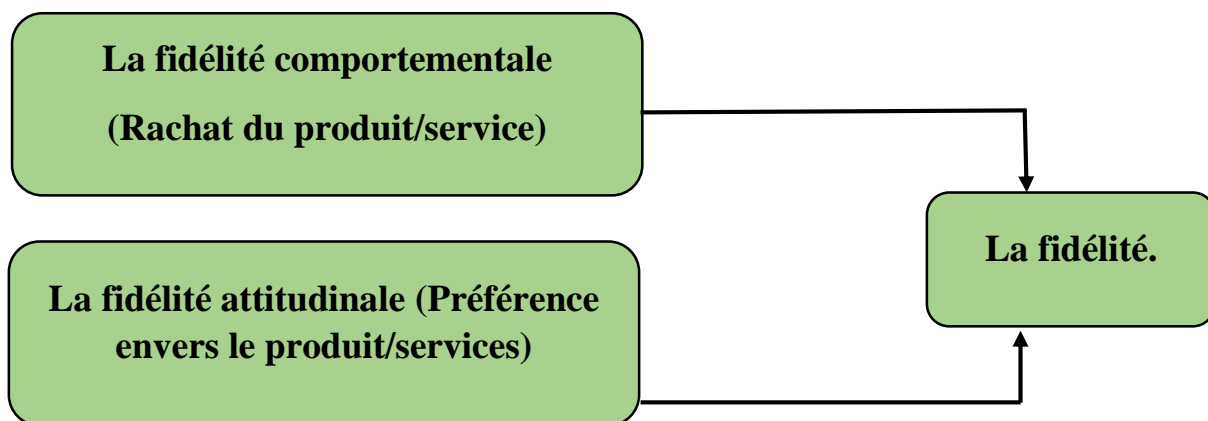 La fidélité comportementale
(Rachat du produit/service)
La fidélité attitudinale (Préférence
envers le produit/services)
La fidélité.